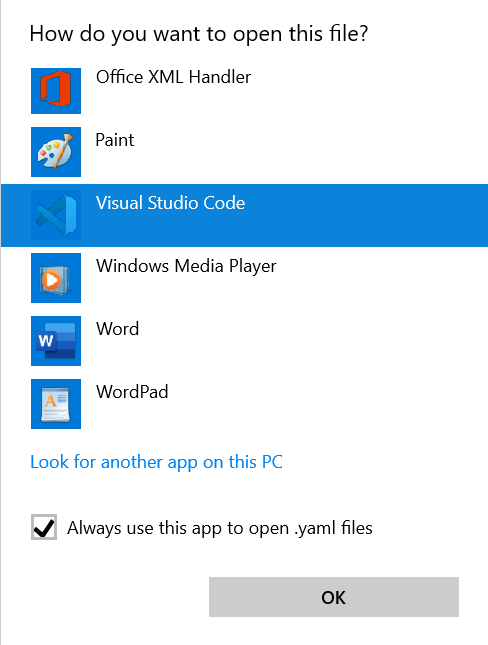 How do you want to open this file?
Office XML Handler
Paint
Visual Studio Code
Windows Media Player
W
Word
A
WordPad
Look for another app on this PC
Always use this app to open .yaml files
OK